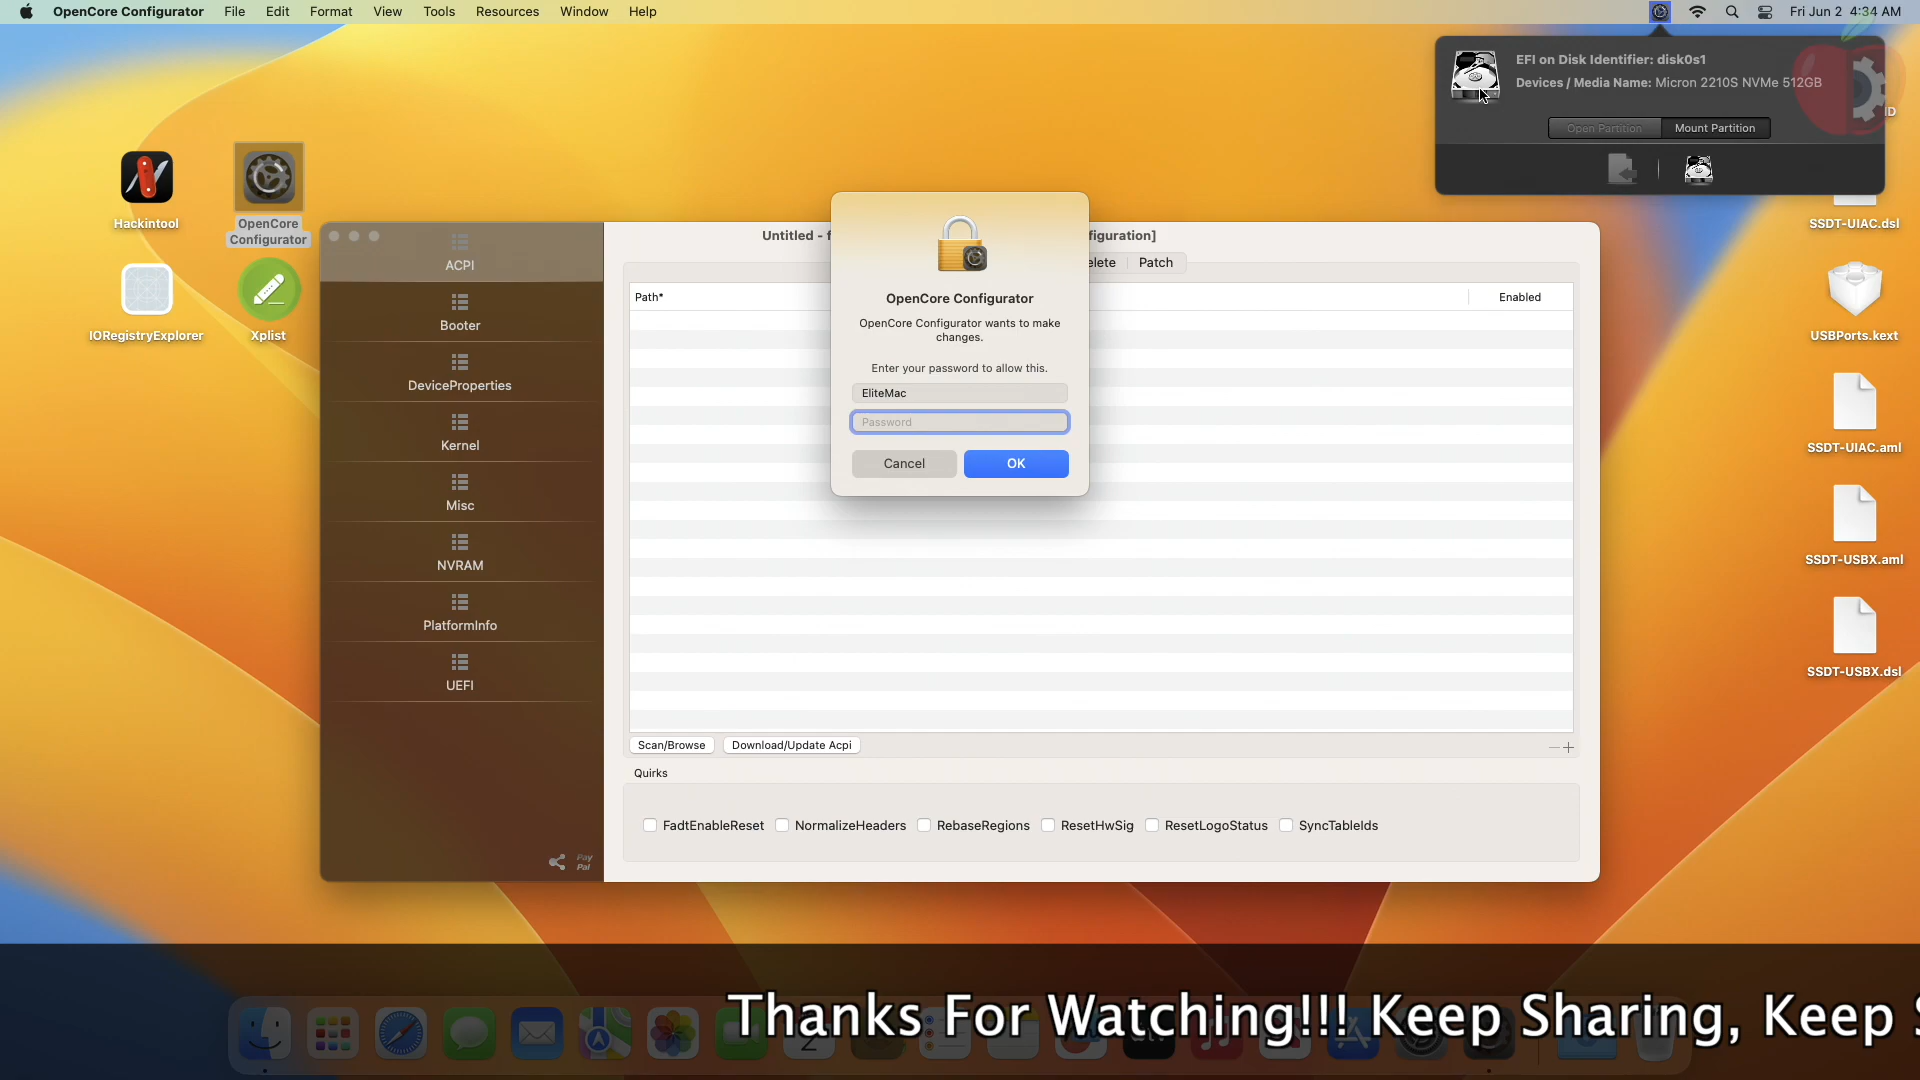 OpenCore Configurator File Edit Format View Tools Resources Window Help Fri Jun 2 4:34 AM
EFI on Disk Identifier: disk0s1
Devices / Media Name: Micron 2210S NVMe 512GB
Open Partition Mount Partition
Hackintool
OpenCore
Configurator
IORegistryExplorer
Xplist
SSDT-UIAC.dsl
USBPorts.kext
SSDT-UIAC.aml
SSDT-USBX.aml
SSDT-USBX.dsl
Untitled - f
figuration]
elete Patch
Path* Enabled
ACPI
Booter
DeviceProperties
Kernel
Misc
NVRAM
PlatformInfo
UEFI
Pay
Pal
OpenCore Configurator
OpenCore Configurator wants to make
changes.
Enter your password to allow this.
EliteMac
Password
Cancel OK
Scan/Browse Download/Update Acpi
Quirks
FadtEnableReset NormalizeHeaders RebaseRegions ResetHwSig ResetLogoStatus SyncTableIds
Thanks For Watching!!! Keep Sharing, Keep S